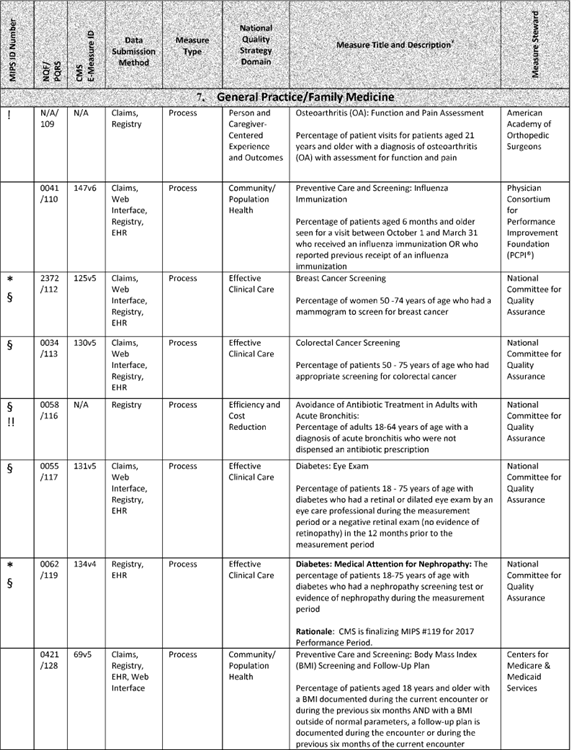 MIPS ID Number
NQF/
PQRS
CMS
E-Measure ID
Data
Submission
Method
Measure
Type
National
Quality
Strategy
Domain
Measure Title and Description¥
Measure Steward
7. General Practice/Family Medicine
!
N/A/
109
N/A
Claims,
Registry
Process
Person and
Caregiver-
Centered
Experience
and Outcomes
Osteoarthritis (OA): Function and Pain Assessment
Percentage of patient visits for patients aged 21
years and older with a diagnosis of osteoarthritis
(OA) with assessment for function and pain
American
Academy of
Orthopedic
Surgeons
0041
/110
147v6
Claims,
Web
Interface,
Registry,
EHR
Process
Community/
Population
Health
Preventive Care and Screening: Influenza
Immunization
Percentage of patients aged 6 months and older
seen for a visit between October 1 and March 31
who received an influenza immunization OR who
reported previous receipt of an influenza
immunization
Physician
Consortium
for
Performance
Improvement
Foundation
(PCPI®)
*
§
2372
/112
125v5
Claims,
Web
Interface,
Registry,
EHR
Process
Effective
Clinical Care
Breast Cancer Screening
Percentage of women 50 -74 years of age who had a
mammogram to screen for breast cancer
National
Committee for
Quality
Assurance
§
0034
/113
130v5
Claims,
Web
Interface,
Registry,
EHR
Process
Effective
Clinical Care
Colorectal Cancer Screening
Percentage of patients 50 - 75 years of age who had
appropriate screening for colorectal cancer
National
Committee for
Quality
Assurance
§
!!
0058
/116
N/A
Registry
Process
Efficiency and
Cost
Reduction
Avoidance of Antibiotic Treatment in Adults with
Acute Bronchitis:
Percentage of adults 18-64 years of age with a
diagnosis of acute bronchitis who were not
dispensed an antibiotic prescription
National
Committee for
Quality
Assurance
§
0055
/117
131v5
Claims,
Web
Interface,
Registry,
EHR
Process
Effective
Clinical Care
Diabetes: Eye Exam
Percentage of patients 18 - 75 years of age with
diabetes who had a retinal or dilated eye exam by an
eye care professional during the measurement
period or a negative retinal exam (no evidence of
retinopathy) in the 12 months prior to the
measurement period
National
Committee for
Quality
Assurance
*
§
0062
/119
134v4
Registry,
EHR
Process
Effective
Clinical Care
Diabetes: Medical Attention for Nephropathy: The
percentage of patients 18-75 years of age with
diabetes who had a nephropathy screening test or
evidence of nephropathy during the measurement
period
Rationale: CMS is finalizing MIPS #119 for 2017
Performance Period.
National
Committee for
Quality
Assurance
0421
/128
69v5
Claims,
Registry,
EHR, Web
Interface
Process
Community/
Population
Health
Preventive Care and Screening: Body Mass Index
(BMI) Screening and Follow-Up Plan
Percentage of patients aged 18 years and older with
a BMI documented during the current encounter or
during the previous six months AND with a BMI
outside of normal parameters, a follow-up plan is
documented during the encounter or during the
previous six months of the current encounter
Centers for
Medicare &
Medicaid
Services